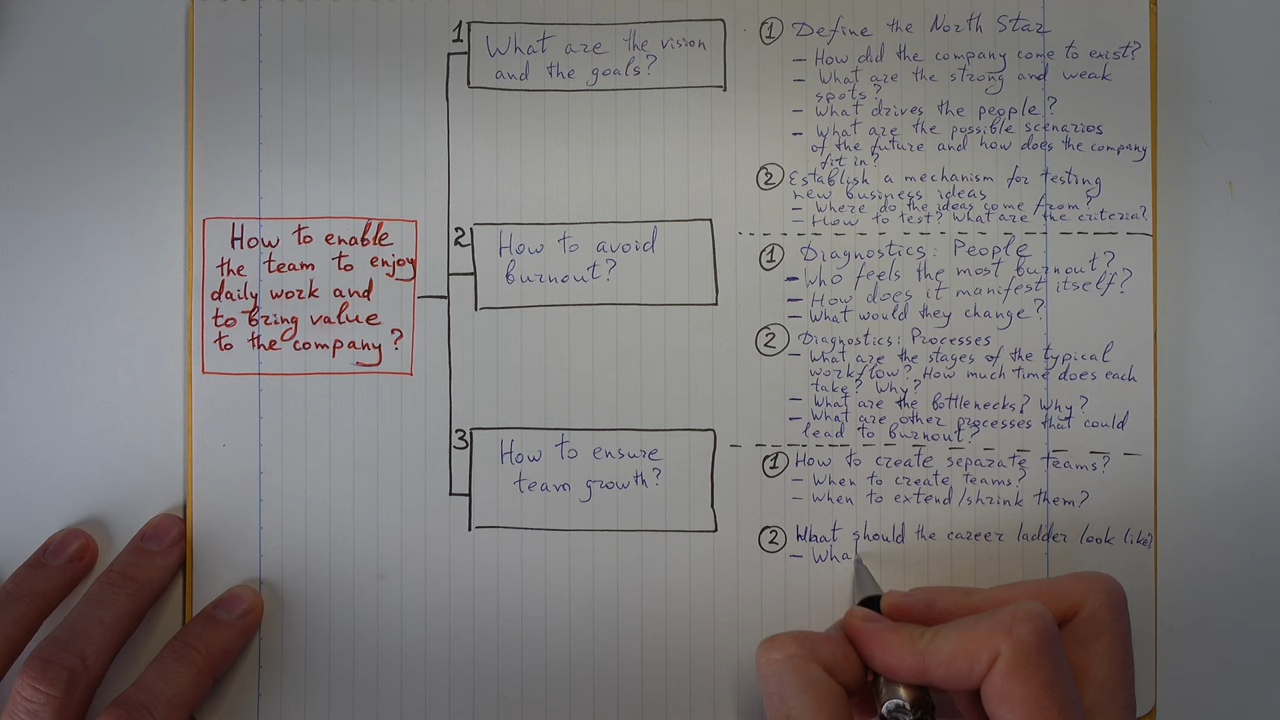 How to enable
the team to enjoy
daily work and
to bring value
to the company?
1
What are the vision
and the goals?
2
How to avoid
burnout?
3
How to ensure
team growth?
① Define the North Star
– How did the company come to exist?
– What are the strong and weak
spots?
– What drives the people?
– What are the possible scenarios
of the future and how does the company
fit in?
② Establish a mechanism for testing
new business ideas
– Where do the ideas come from?
– How to test? What are the criteria?
① Diagnostics: People
– Who feels the most burnout?
– How does it manifest itself?
– What would they change?
② Diagnostics: Processes
– What are the stages of the typical
workflow? How much time does each
take? Why?
– What are the bottlenecks? Why?
– What are other processes that could
lead to burnout?
① How to create separate teams?
– When to create teams?
– When to extend/shrink them?
② What should the career ladder look like?
– Wha